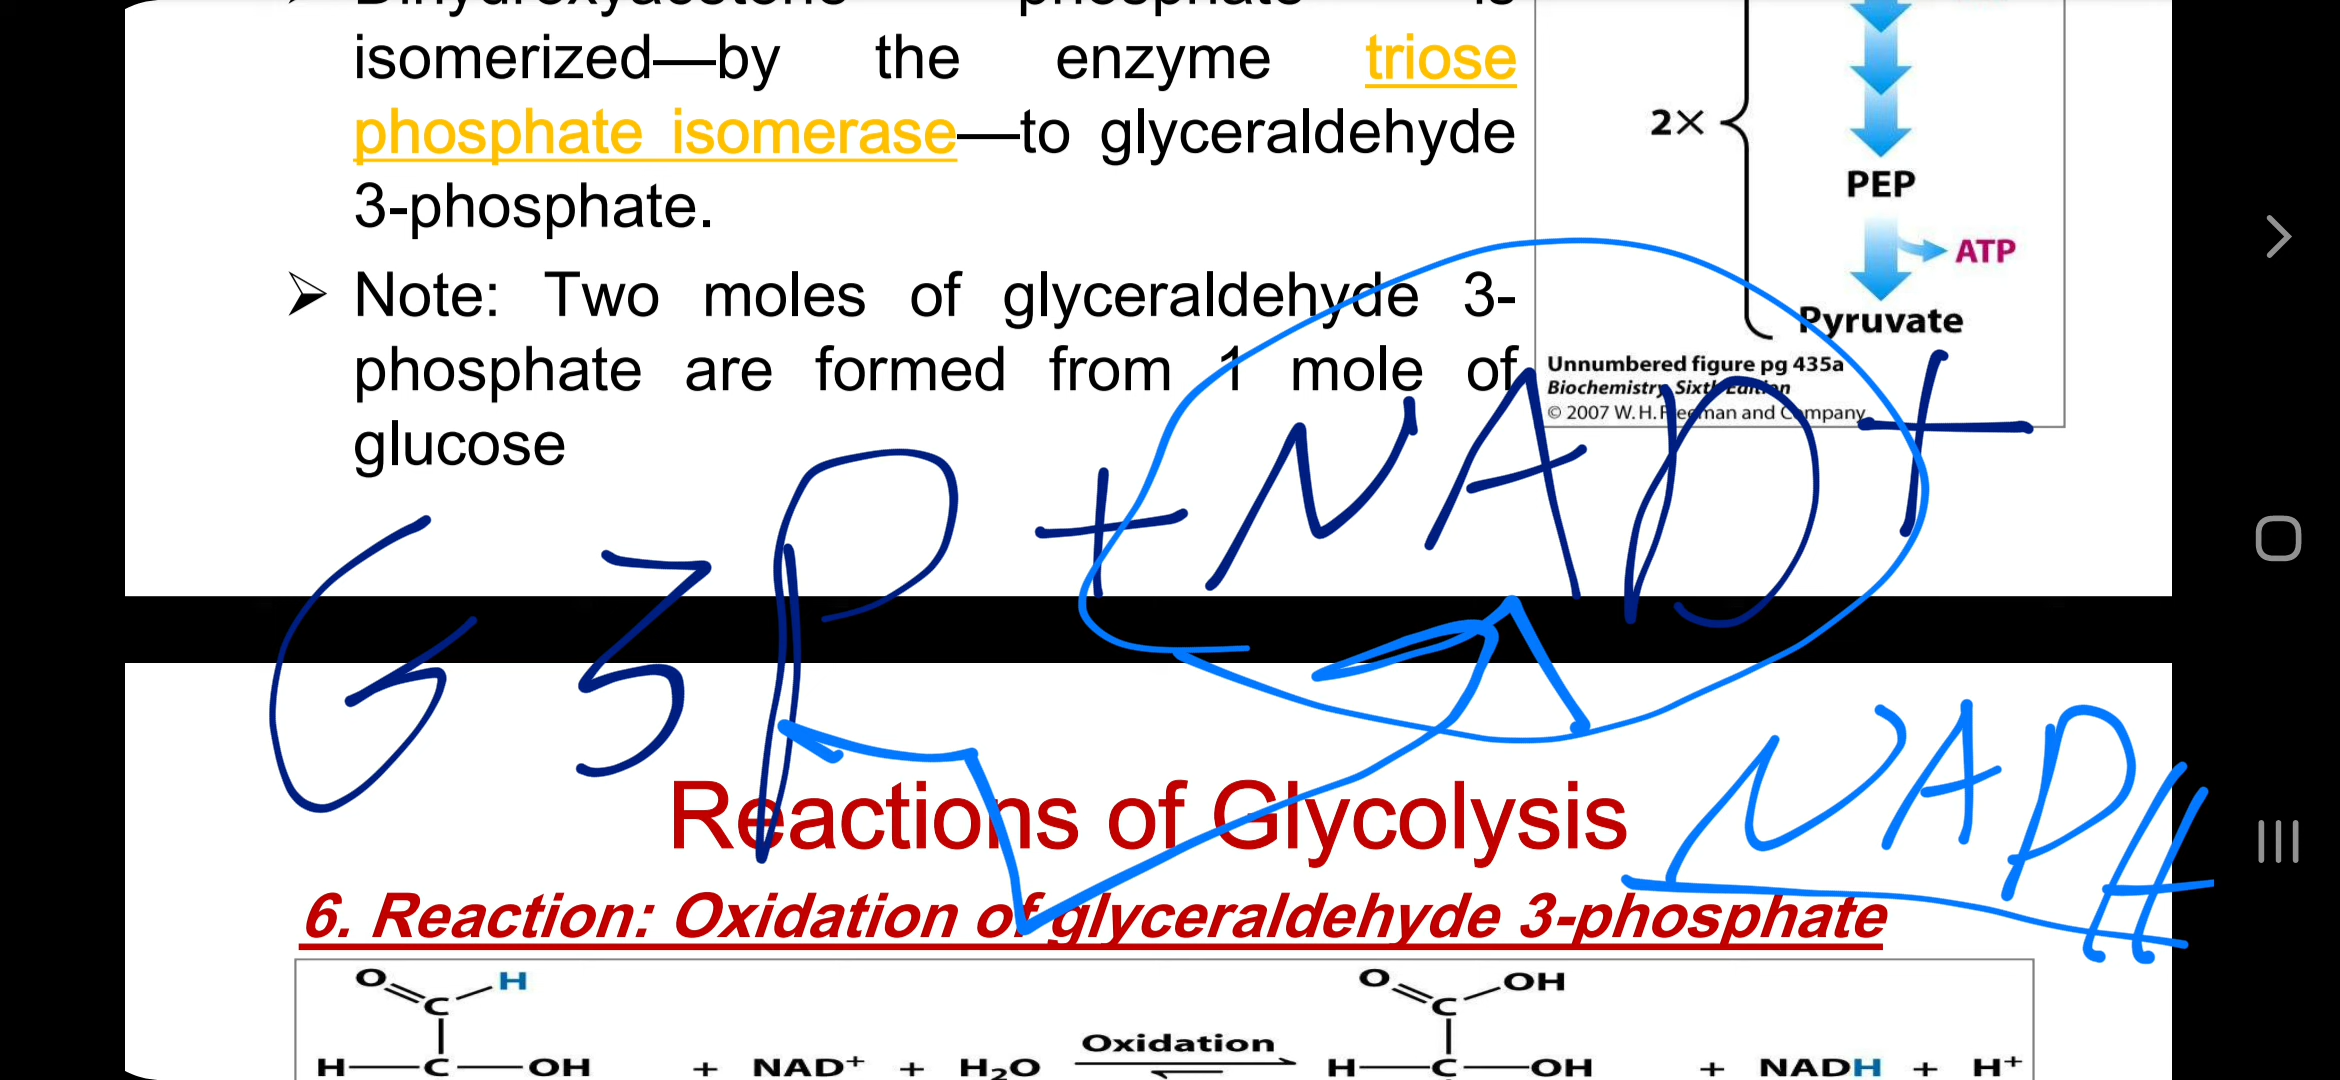 isomerized—by the enzyme triose
phosphate isomerase—to glyceraldehyde
3-phosphate.
➢ Note: Two moles of glyceraldehyde 3-
phosphate are formed from 1 mole of
glucose
2×
PEP
ATP
Pyruvate
Unnumbered figure pg 435a
Biochemistry, Sixth Edition
© 2007 W. H. Freeman and Company
G3P + NAD+
NADH
Reactions of Glycolysis
6. Reaction: Oxidation of glyceraldehyde 3-phosphate
O H
C
H C OH + NAD⁺ + H₂O Oxidation
O OH
C
H C OH + NADH + H⁺